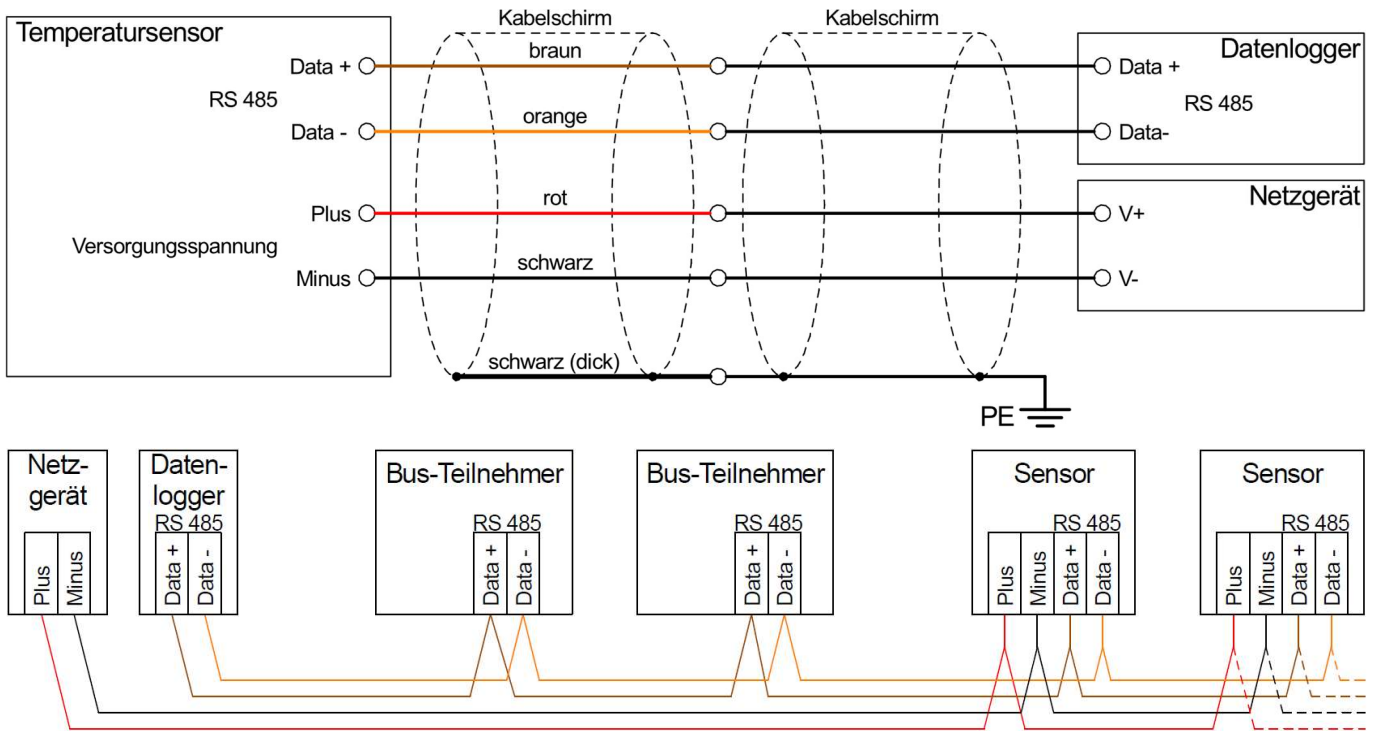 Kabelschirm
Kabelschirm
Temperatursensor
braun
Datenlogger
Data +
Data +
RS 485
RS 485
orange
Data -
Data-
rot
Netzgerät
Plus
V+
Versorgungsspannung
schwarz
Minus
V-
schwarz (dick)
PE
Netz-
gerät
Plus
Minus
Daten-
logger
RS 485
Data +
Data -
Bus-Teilnehmer
RS 485
Data +
Data -
Bus-Teilnehmer
RS 485
Data +
Data -
Sensor
RS 485
Plus
Minus
Data +
Data -
Sensor
RS 485
Plus
Minus
Data +
Data -